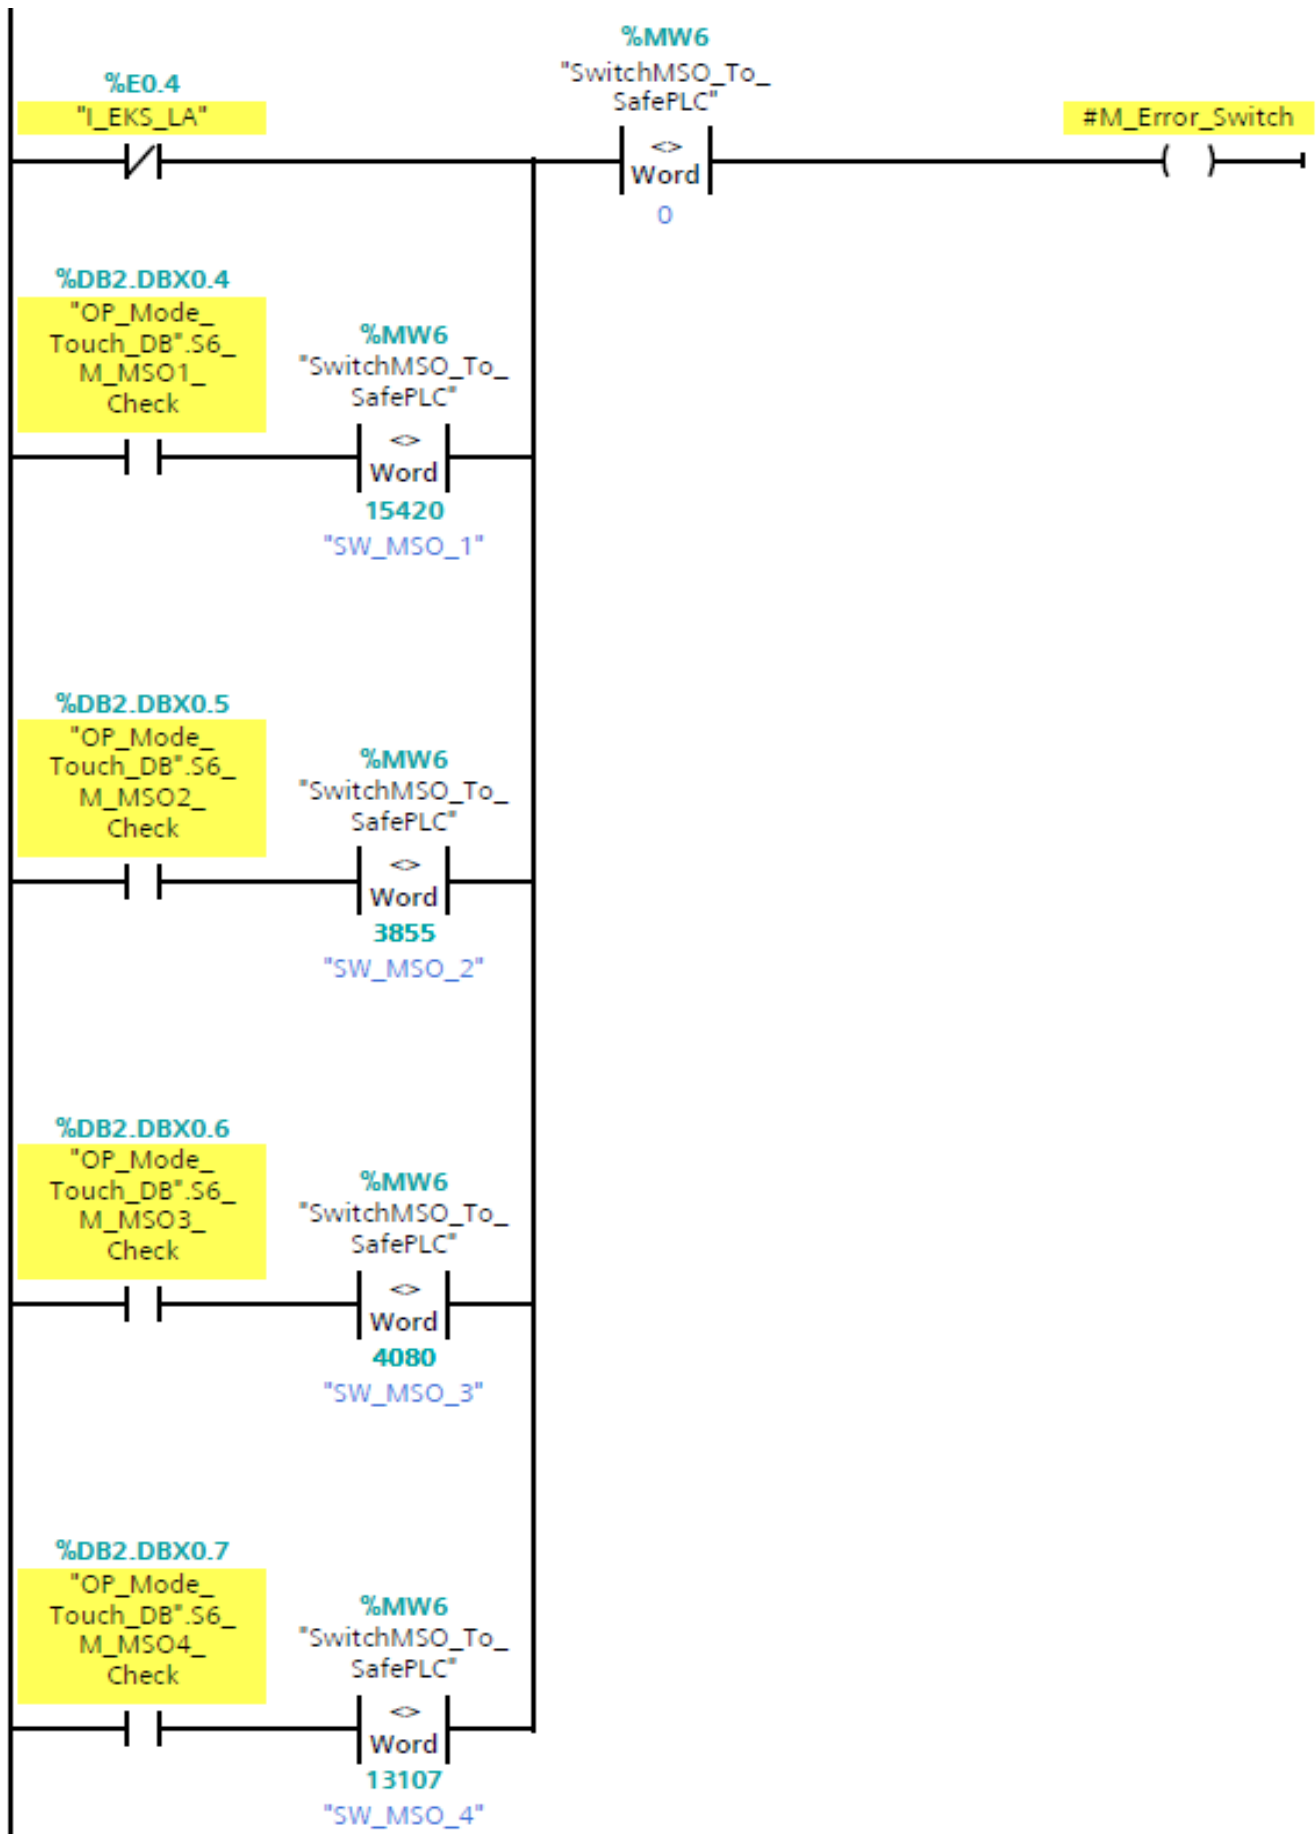 %MW6
"SwitchMSO_To_
SafePLC"
%E0.4
"I_EKS_LA"
#M_Error_Switch
<>
Word
0
%DB2.DBX0.4
"OP_Mode_
Touch_DB".S6_
M_MSO1_
Check
%MW6
"SwitchMSO_To_
SafePLC"
<>
Word
15420
"SW_MSO_1"
%DB2.DBX0.5
"OP_Mode_
Touch_DB".S6_
M_MSO2_
Check
%MW6
"SwitchMSO_To_
SafePLC"
<>
Word
3855
"SW_MSO_2"
%DB2.DBX0.6
"OP_Mode_
Touch_DB".S6_
M_MSO3_
Check
%MW6
"SwitchMSO_To_
SafePLC"
<>
Word
4080
"SW_MSO_3"
%DB2.DBX0.7
"OP_Mode_
Touch_DB".S6_
M_MSO4_
Check
%MW6
"SwitchMSO_To_
SafePLC"
<>
Word
13107
"SW_MSO_4"